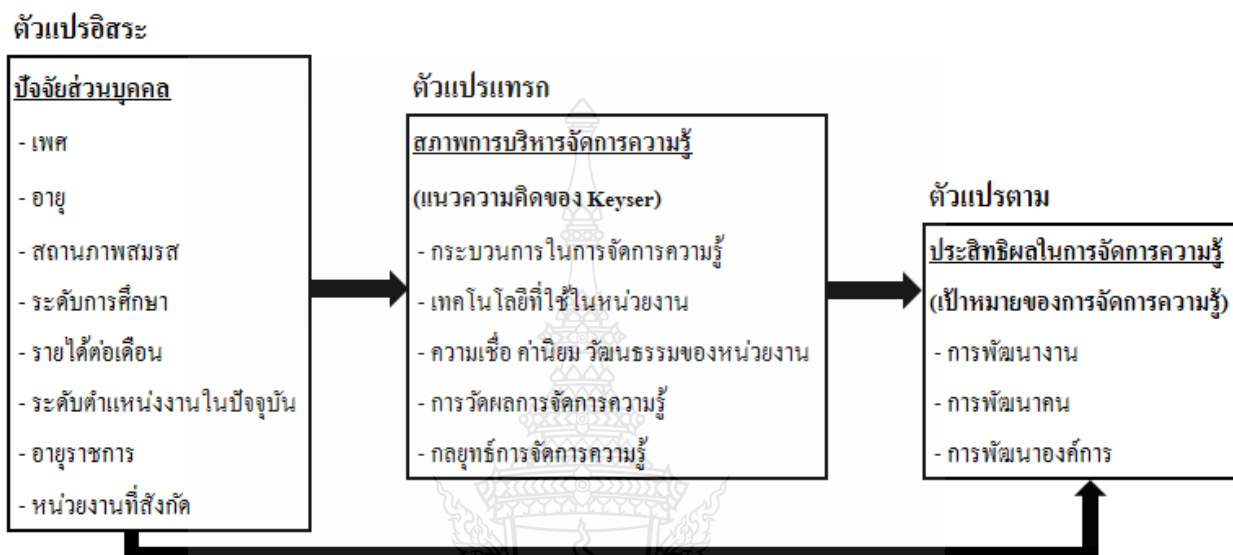 ตัวแปรอิสระ
ปัจจัยส่วนบุคคล
- เพศ
- อายุ
- สถานภาพสมรส
- ระดับการศึกษา
- รายได้ต่อเดือน
- ระดับตำแหน่งงานในปัจจุบัน
- อายุราชการ
- หน่วยงานที่สังกัด
ตัวแปรแทรก
สภาพการบริหารจัดการความรู้
(แนวความคิดของ Keyser)
- กระบวนการในการจัดการความรู้
- เทคโนโลยีที่ใช้ในหน่วยงาน
- ความเชื่อ ค่านิยม วัฒนธรรมของหน่วยงาน
- การวัดผลการจัดการความรู้
- กลยุทธ์การจัดการความรู้
ตัวแปรตาม
ประสิทธิผลในการจัดการความรู้
(เป้าหมายของการจัดการความรู้)
- การพัฒนางาน
- การพัฒนาคน
- การพัฒนาองค์การ